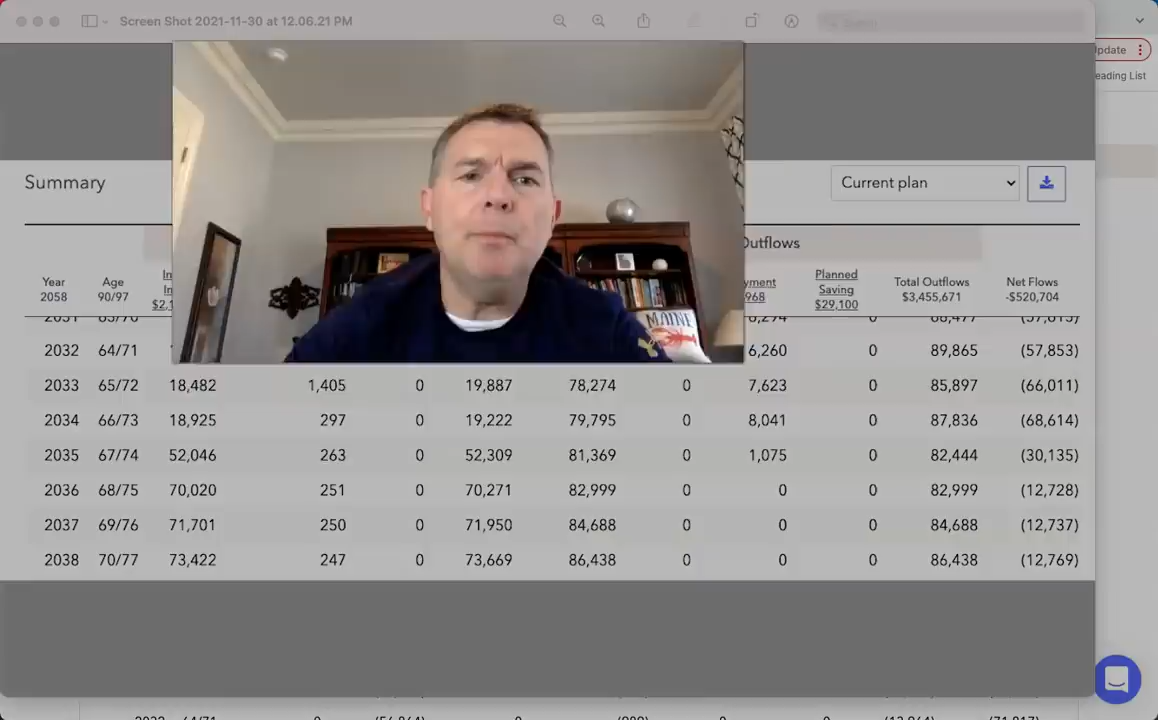 Screen Shot 2021-11-30 at 12.06.21 PM
Update
eading List
Summary
Current plan
Outflows
Year Age In yment Planned Total Outflows Net Flows
2058 90/97 In 968 Saving $3,455,671 -$520,704
$2,1 $29,100
2032 64/71 6,260 0 89,865 (57,853)
2033 65/72 18,482 1,405 0 19,887 78,274 0 7,623 0 85,897 (66,011)
2034 66/73 18,925 297 0 19,222 79,795 0 8,041 0 87,836 (68,614)
2035 67/74 52,046 263 0 52,309 81,369 0 1,075 0 82,444 (30,135)
2036 68/75 70,020 251 0 70,271 82,999 0 0 0 82,999 (12,728)
2037 69/76 71,701 250 0 71,950 84,688 0 0 0 84,688 (12,737)
2038 70/77 73,422 247 0 73,669 86,438 0 0 0 86,438 (12,769)
MAINE